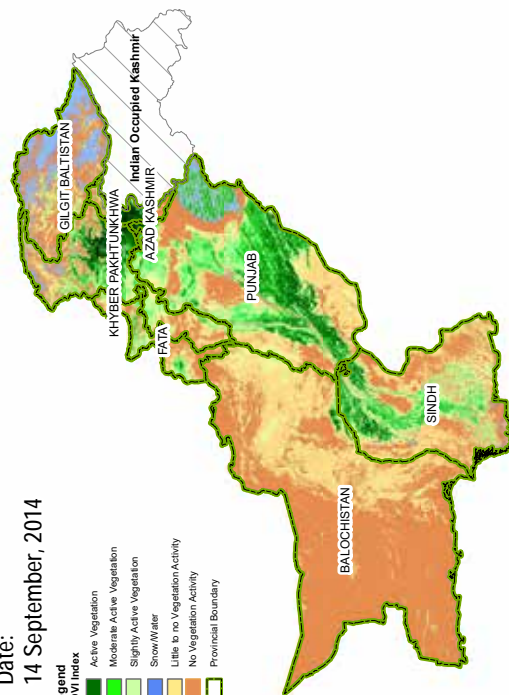 Date:
14 September, 2014
gend
VI Index
Active Vegetation
Moderate Active Vegetation
Slightly Active Vegetation
Snow/Water
Little to no Vegetation Activity
No Vegetation Activity
Provincial Boundary
GILGIT BALTISTAN
KHYBER PAKHTUNKHWA
Indian Occupied Kashmir
AZAD KASHMIR
FATA
PUNJAB
BALOCHISTAN
SINDH